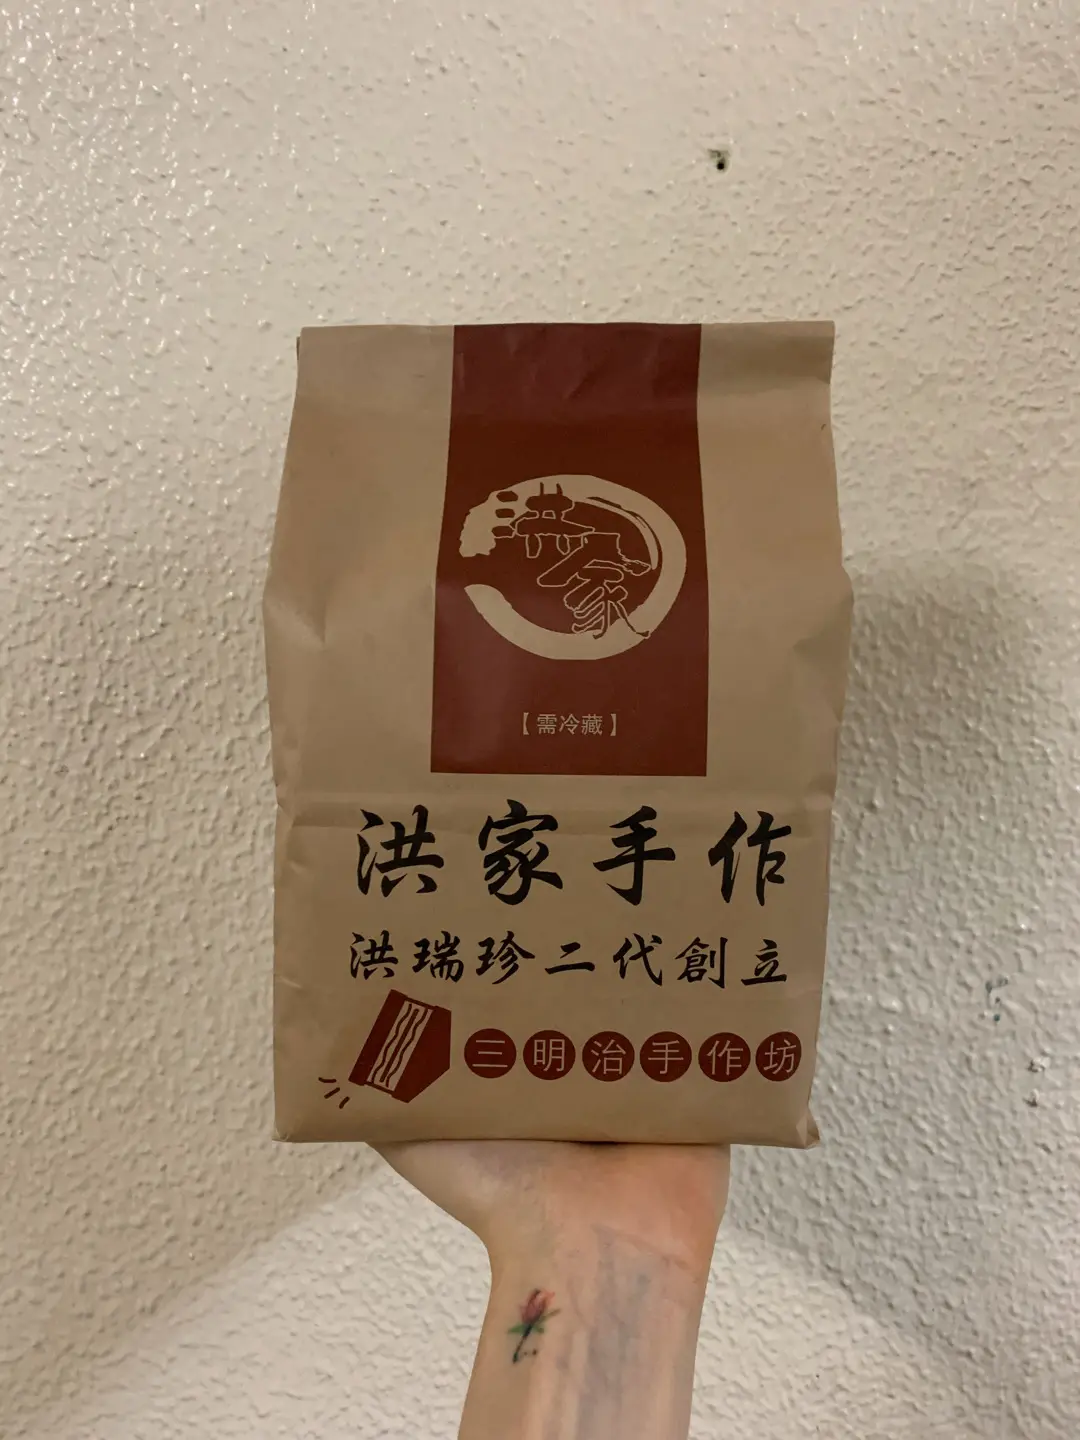 洪家
【需冷藏】
洪家手作
洪瑞珍二代創立
三明治手作坊